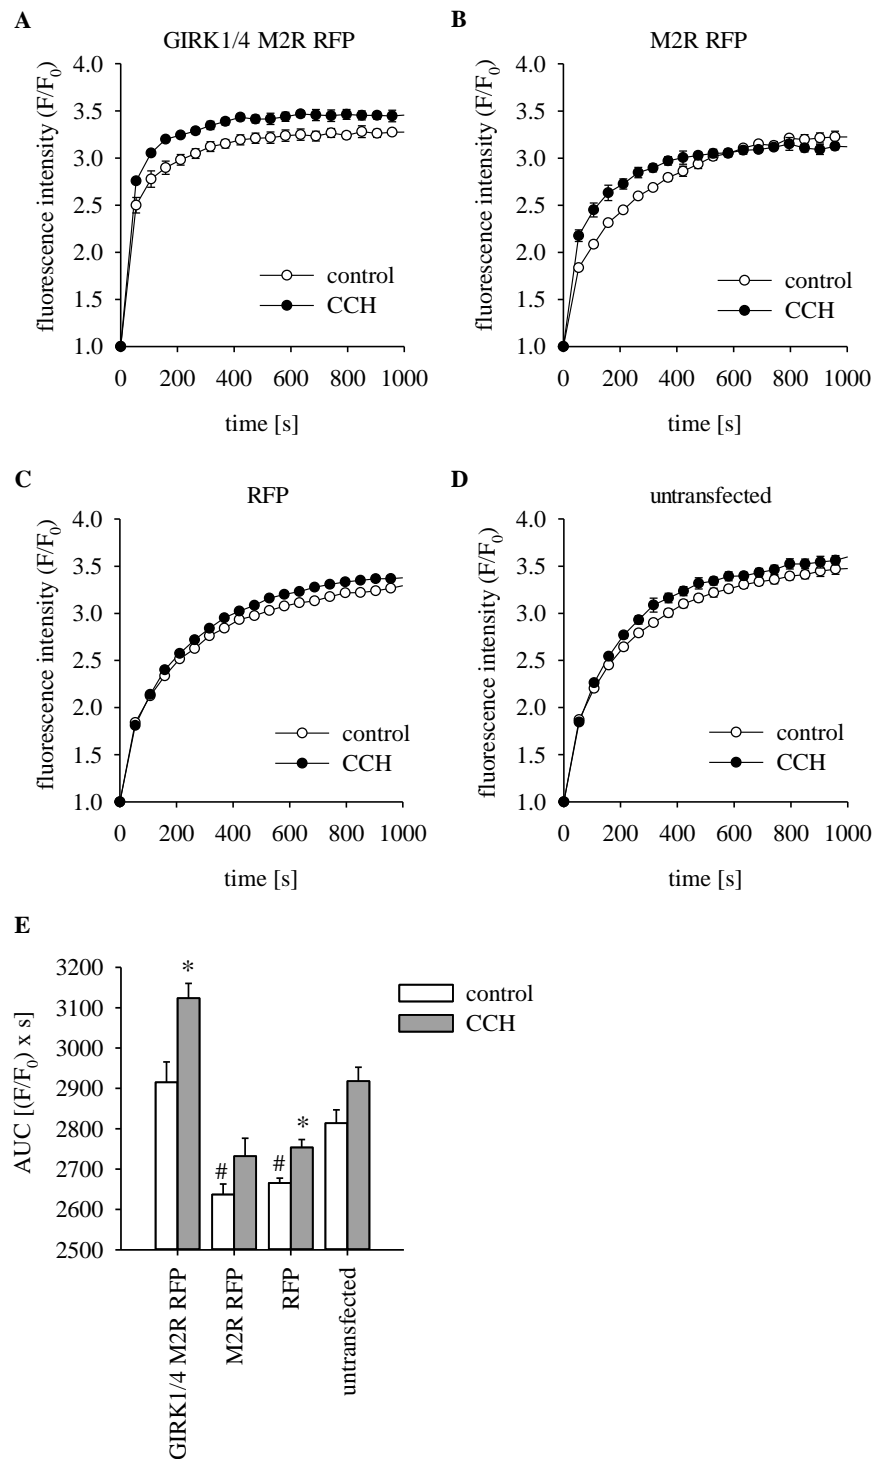 A
GIRK1/4 M2R RFP
fluorescence intensity (F/F0)
4.0
3.5
3.0
2.5
2.0
1.5
1.0
control
CCH
0 200 400 600 800 1000
time [s]
B
M2R RFP
fluorescence intensity (F/F0)
4.0
3.5
3.0
2.5
2.0
1.5
1.0
control
CCH
0 200 400 600 800 1000
time [s]
C
RFP
fluorescence intensity (F/F0)
4.0
3.5
3.0
2.5
2.0
1.5
1.0
control
CCH
0 200 400 600 800 1000
time [s]
D
untransfected
fluorescence intensity (F/F0)
4.0
3.5
3.0
2.5
2.0
1.5
1.0
control
CCH
0 200 400 600 800 1000
time [s]
E
AUC [(F/F0) x s]
3200
3100
3000
2900
2800
2700
2600
2500
*
#
#
*
control
CCH
GIRK1/4 M2R RFP
M2R RFP
RFP
untransfected